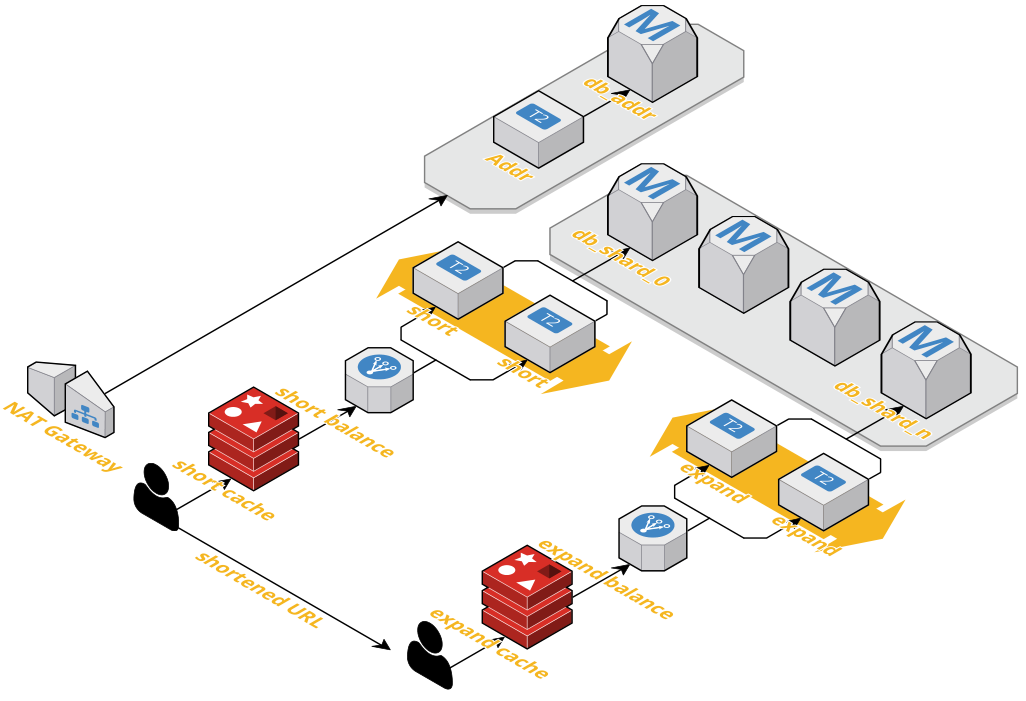 M
db_addr
T2
Addr
M
db_shard_0
M
M
M
db_shard_n
T2
short
T2
short
short balance
NAT Gateway
short cache
shortened URL
T2
expand
T2
expand
expand balance
expand cache